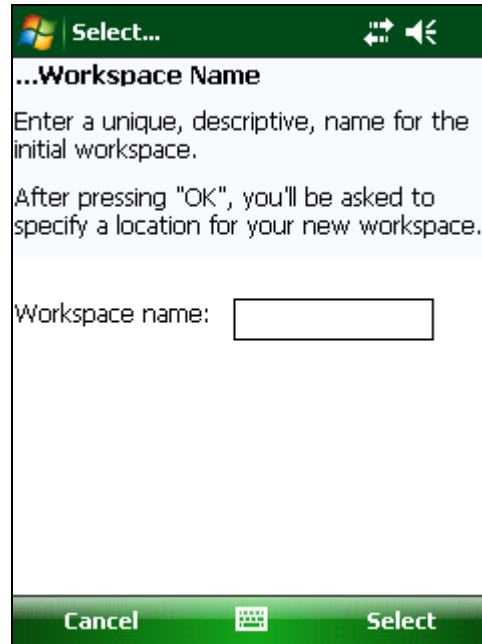 Select...
...Workspace Name
Enter a unique, descriptive, name for the
initial workspace.
After pressing "OK", you'll be asked to
specify a location for your new workspace.
Workspace name:
Cancel
Select